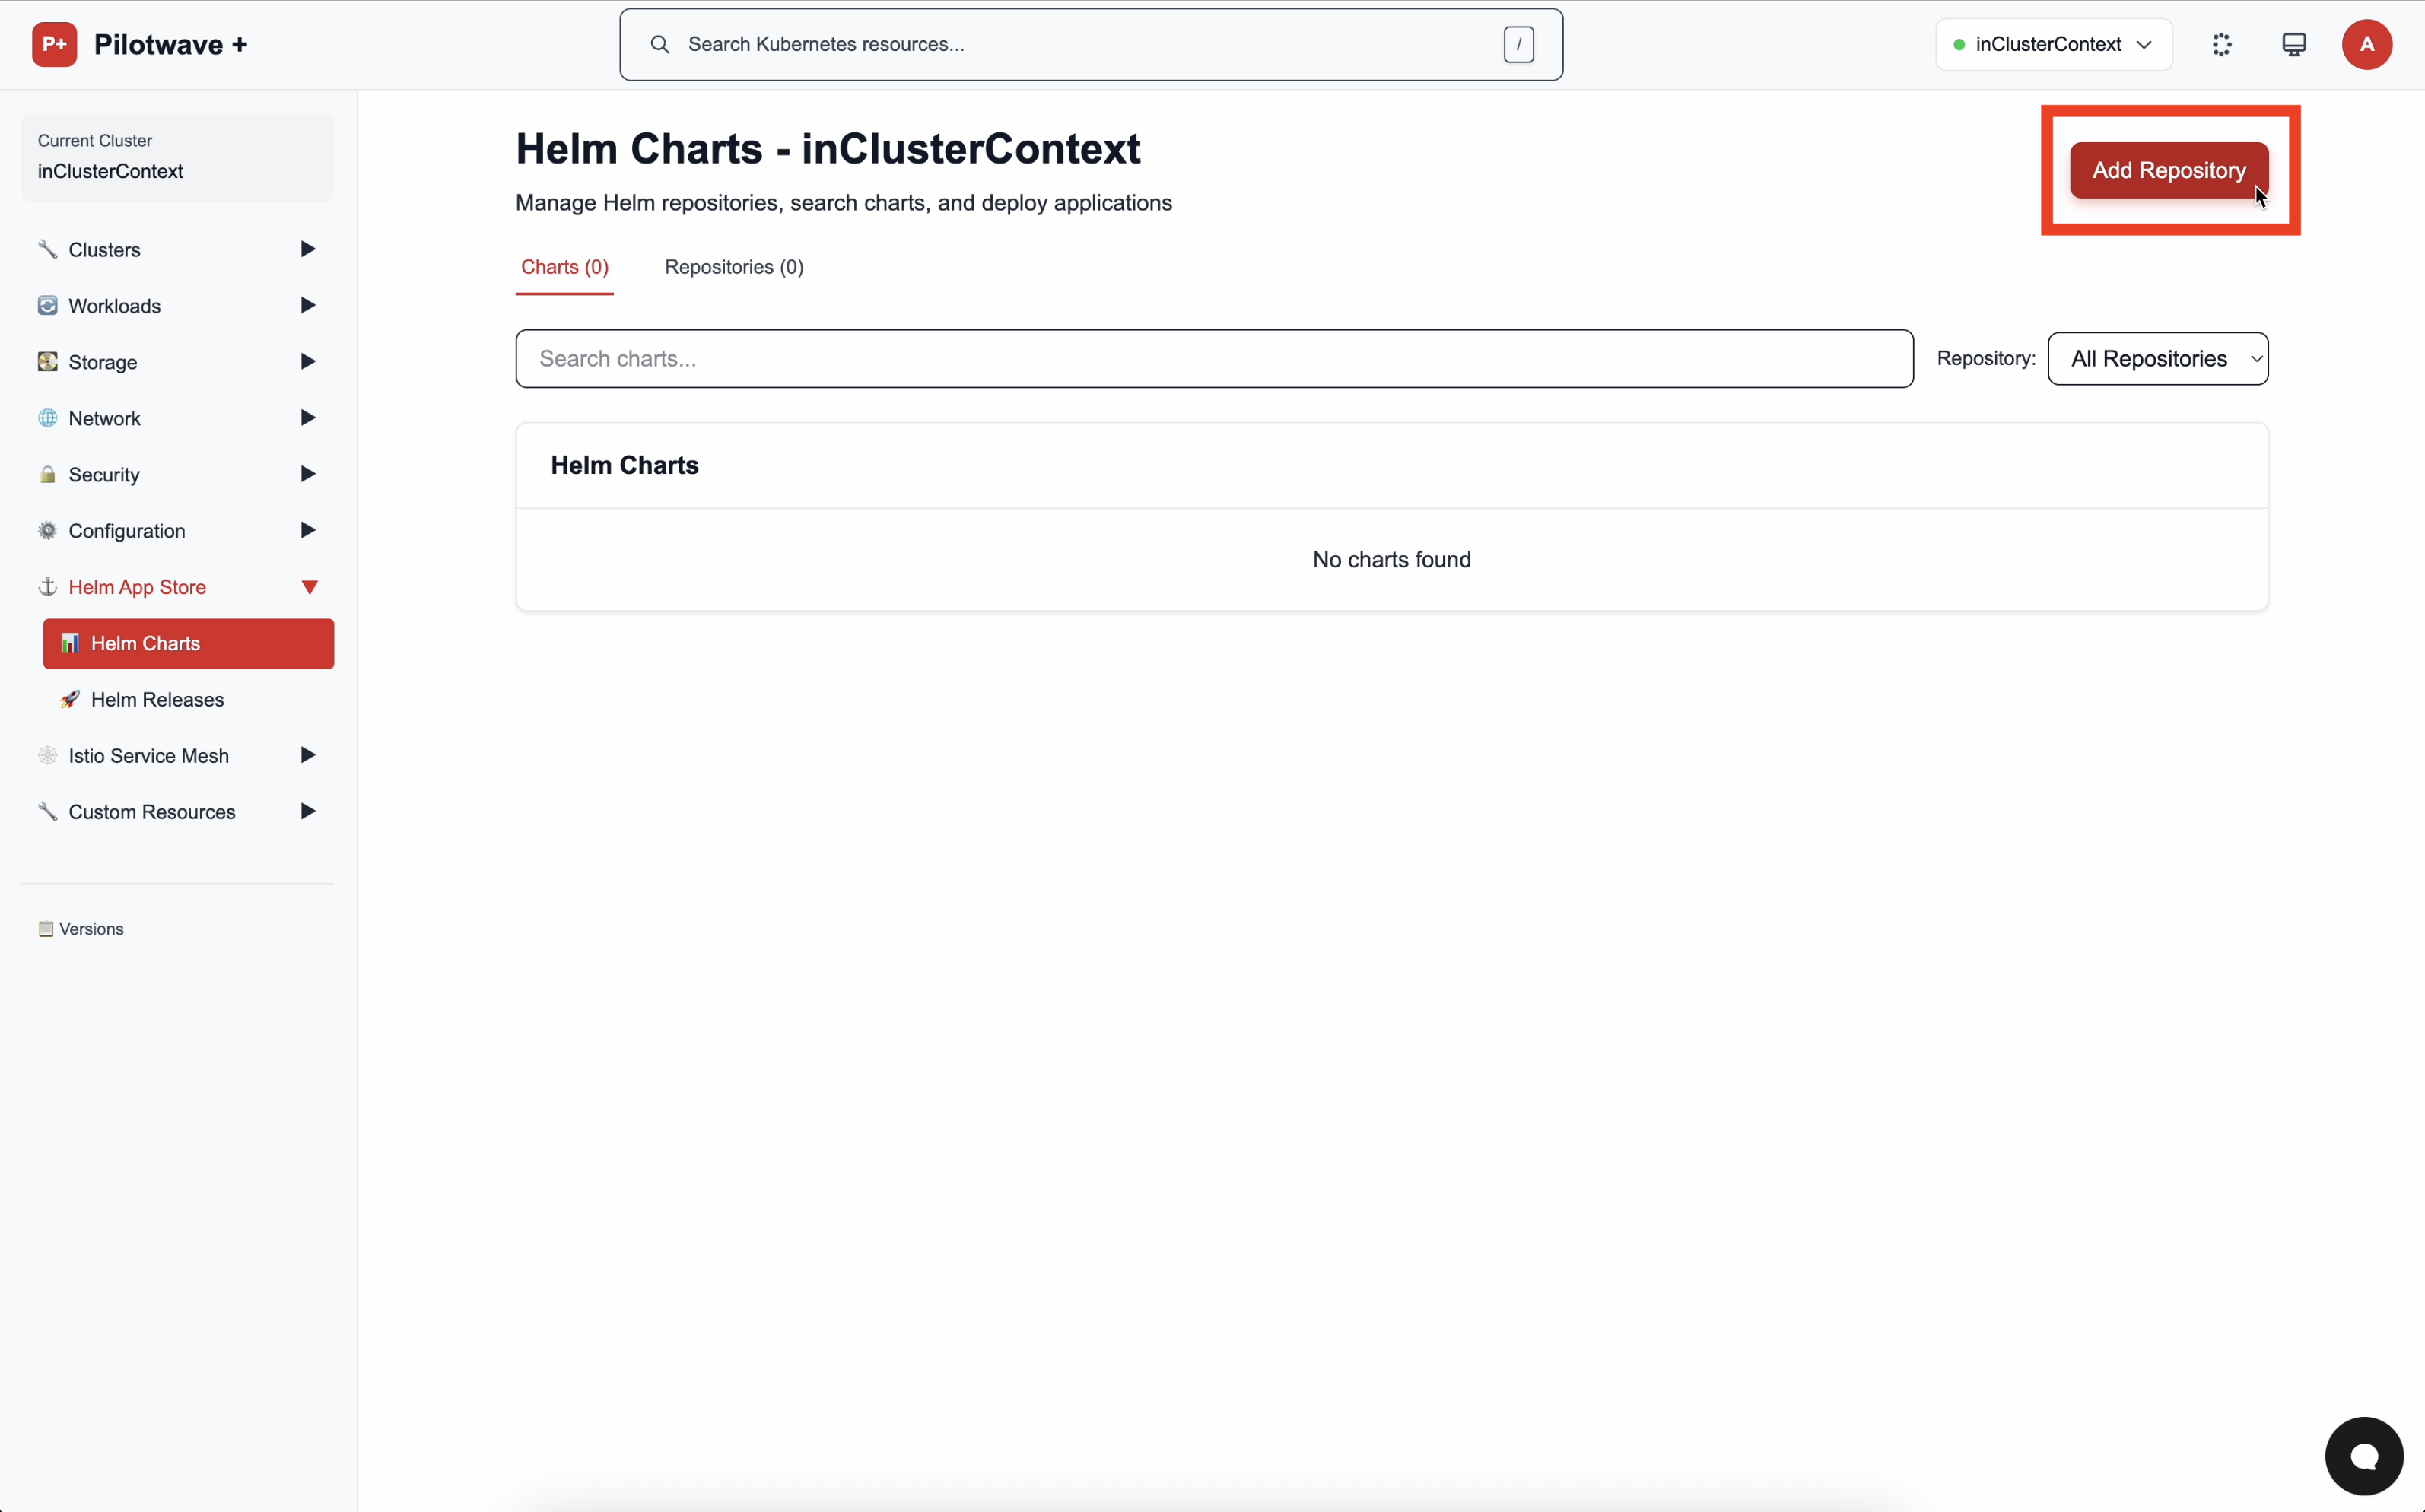 P+ Pilotwave +
Search Kubernetes resources... /
inClusterContext
A
Current Cluster
inClusterContext
Clusters
Workloads
Storage
Network
Security
Configuration
Helm App Store
Helm Charts
Helm Releases
Istio Service Mesh
Custom Resources
Versions
Helm Charts - inClusterContext
Add Repository
Manage Helm repositories, search charts, and deploy applications
Charts (0) Repositories (0)
Search charts... Repository: All Repositories
Helm Charts
No charts found